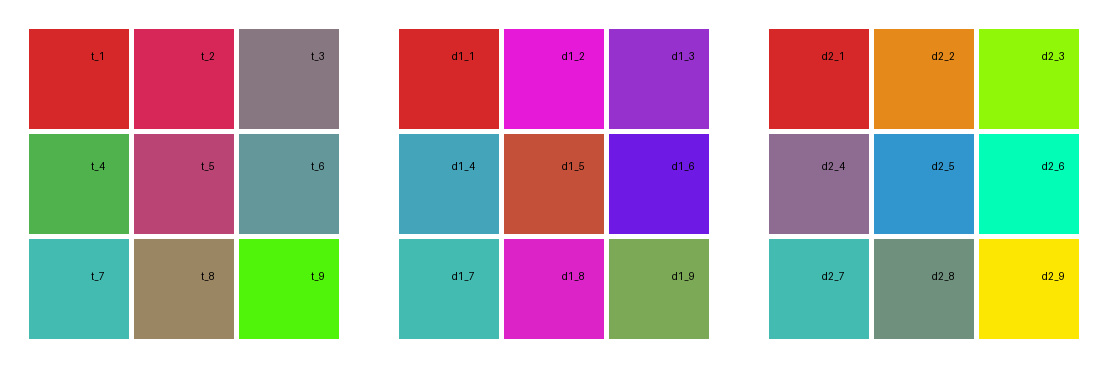 t_1 t_2 t_3 d1_1 d1_2 d1_3 d2_1 d2_2 d2_3
t_4 t_5 t_6 d1_4 d1_5 d1_6 d2_4 d2_5 d2_6
t_7 t_8 t_9 d1_7 d1_8 d1_9 d2_7 d2_8 d2_9